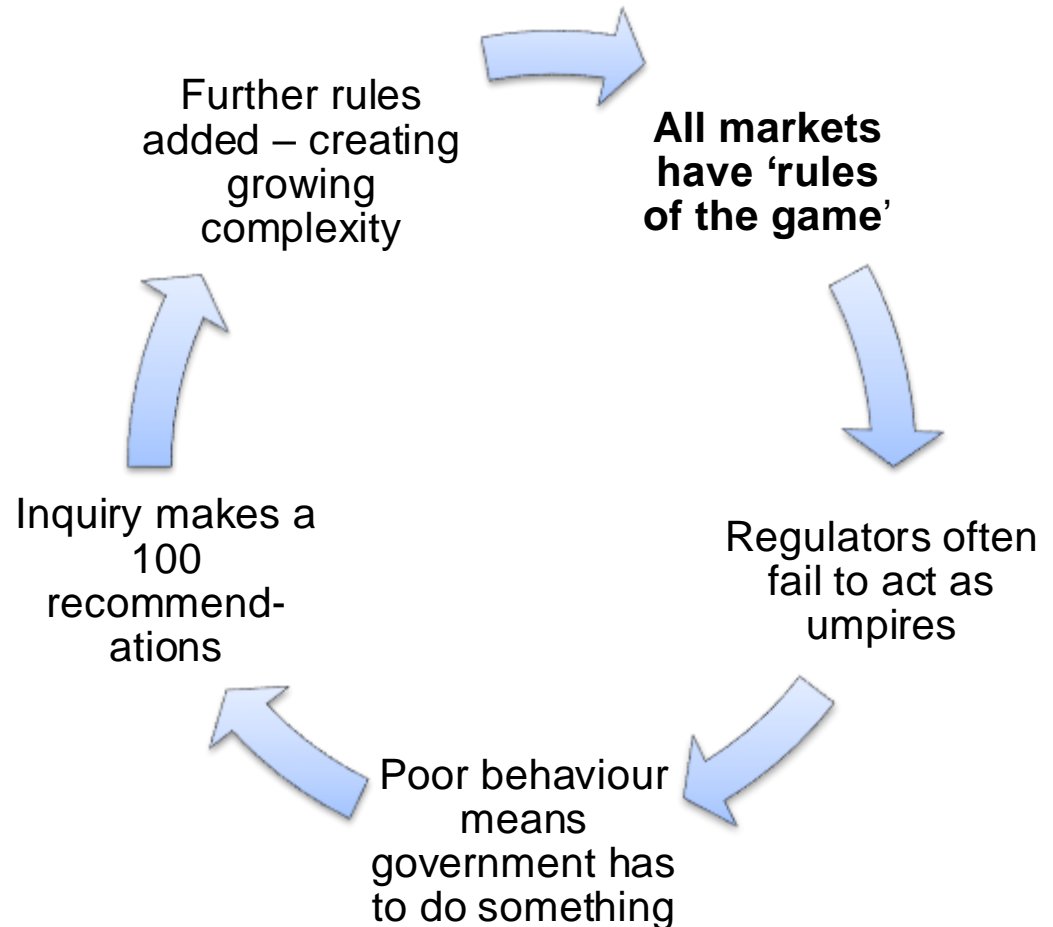 All markets
have ‘rules
of the game’
Regulators often
fail to act as
umpires
Poor behaviour
means
government has
to do something
Inquiry makes a
100
recommend-
ations
Further rules
added – creating
growing
complexity